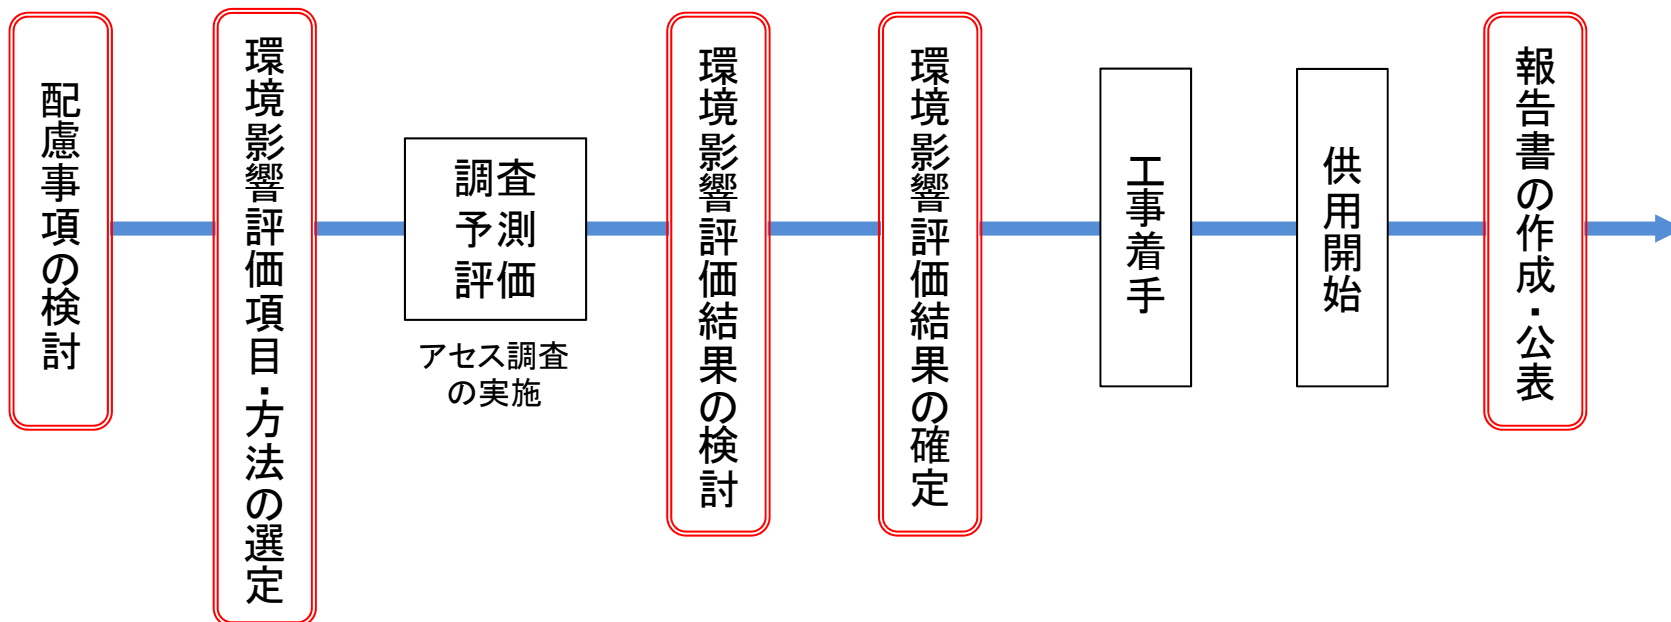 配慮事項の検討
環境影響評価項目・方法の選定
調査
予測
評価
アセス調査
の実施
環境影響評価結果の検討
環境影響評価結果の確定
工事着手
供用開始
報告書の作成・公表